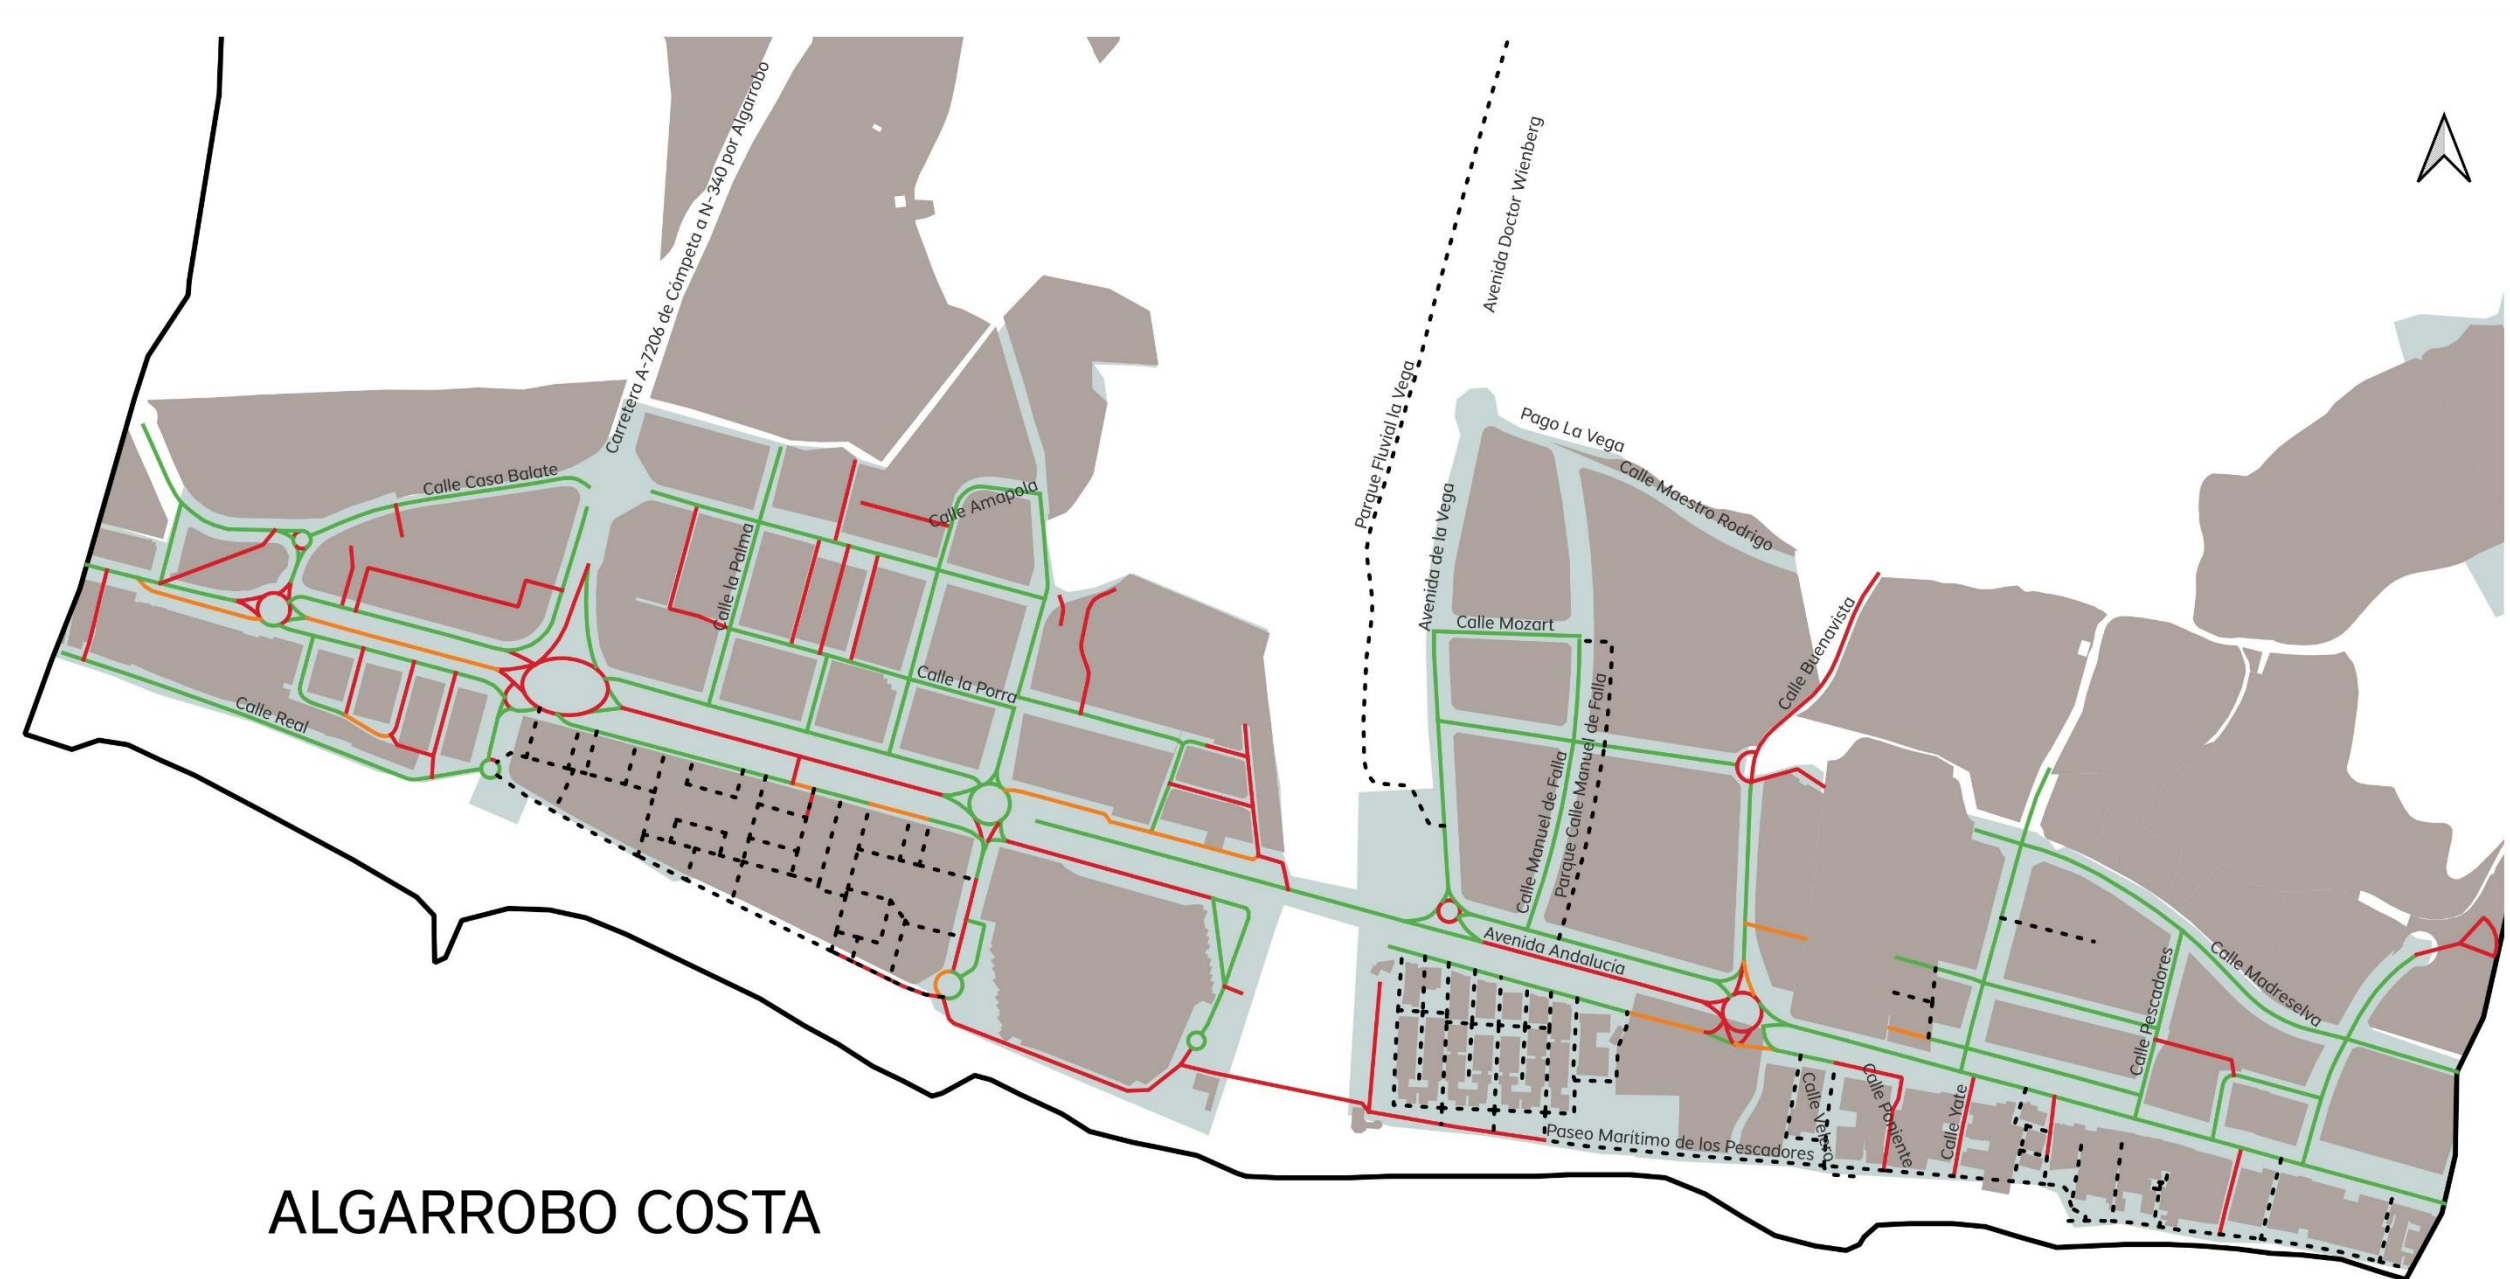 Carretera A-7206 de Cómpeta a N-340 por Algarrobo
Avenida Doctor Wienberg
Parque Fluvial la Vega
Pago La Vega
Calle Maestro Rodrigo
Calle Casa Balate
Calle Amapola
Calle la Palma
Avenida de la Vega
Calle Mozart
Calle Buenavista
Calle la Porra
Calle Real
Calle Manuel de Falla
Parque Calle Manuel de Falla
Avenida Andalucía
Calle Pescadores
Calle Madreselva
Calle Velero
Calle Poniente
Calle Yate
Paseo Marítimo de los Pescadores
ALGARROBO COSTA